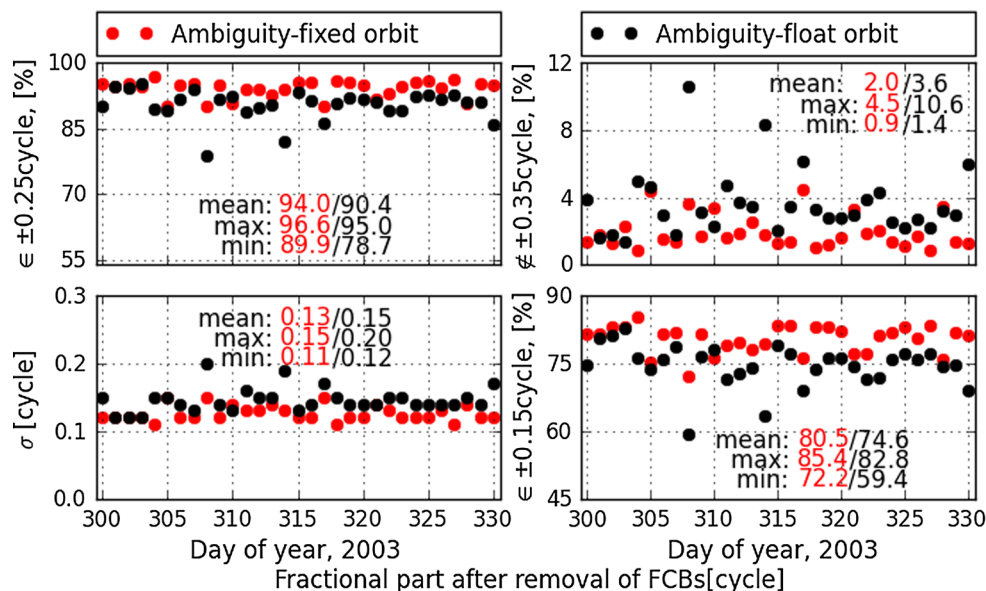 Ambiguity-fixed orbit
Ambiguity-float orbit
∈ ±0.25cycle, [%]
100
85
70
55
mean: 94.0/90.4
max: 96.6/95.0
min: 89.9/78.7
∉ ±0.35cycle, [%]
12
8
4
0
mean: 2.0/3.6
max: 4.5/10.6
min: 0.9/1.4
σ [cycle]
0.3
0.2
0.1
0.0
mean: 0.13/0.15
max: 0.15/0.20
min: 0.11/0.12
300 305 310 315 320 325 330
Day of year, 2003
∈ ±0.15cycle, [%]
90
75
60
45
mean: 80.5/74.6
max: 85.4/82.8
min: 72.2/59.4
300 305 310 315 320 325 330
Day of year, 2003
Fractional part after removal of FCBs[cycle]